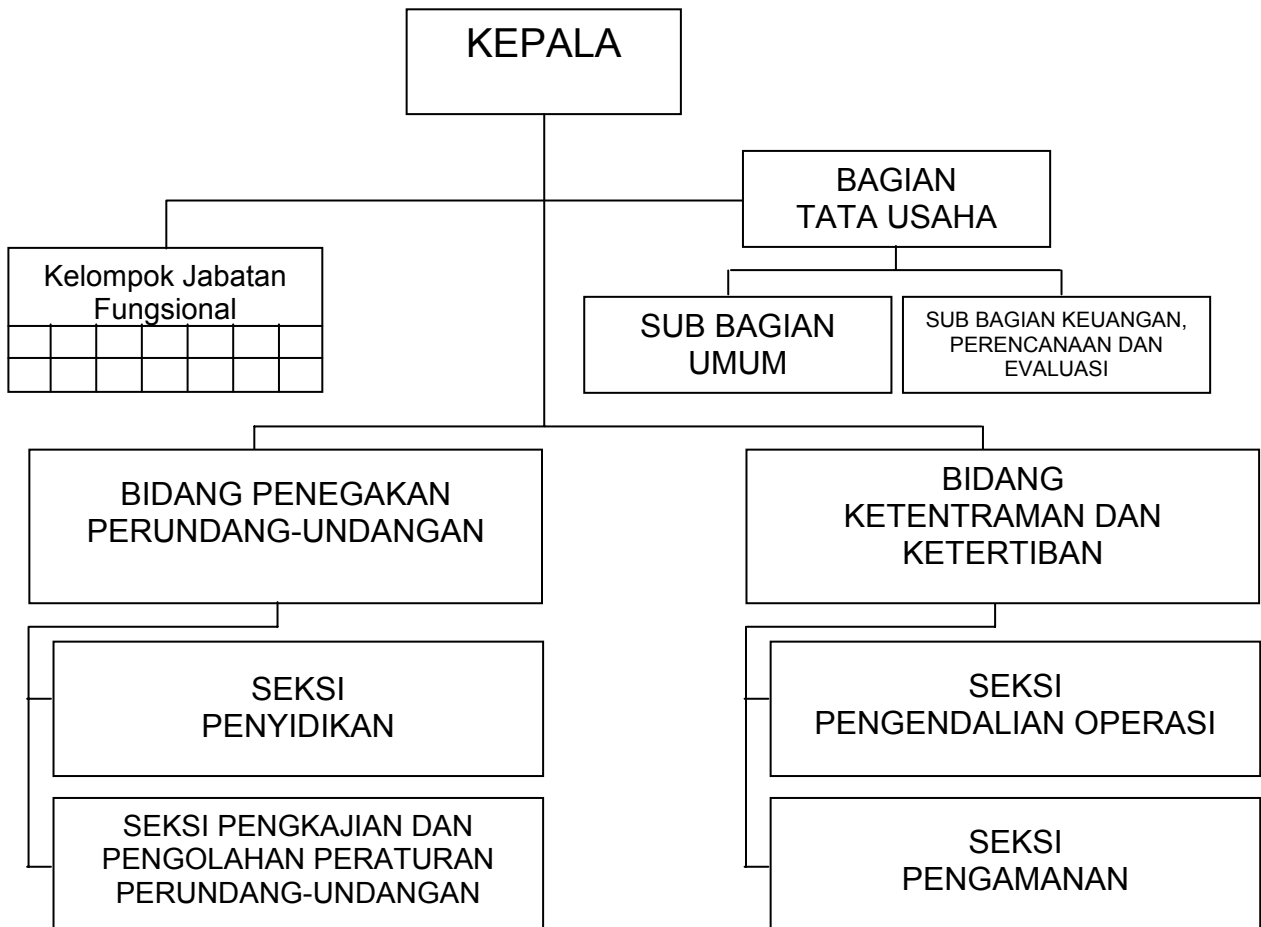 KEPALA
BAGIAN
TATA USAHA
Kelompok Jabatan
Fungsional
SUB BAGIAN
UMUM
SUB BAGIAN KEUANGAN,
PERENCANAAN DAN
EVALUASI
BIDANG PENEGAKAN
PERUNDANG-UNDANGAN
BIDANG
KETENTRAMAN DAN
KETERTIBAN
SEKSI
PENYIDIKAN
SEKSI
PENGENDALIAN OPERASI
SEKSI PENGKAJIAN DAN
PENGOLAHAN PERATURAN
PERUNDANG-UNDANGAN
SEKSI
PENGAMANAN